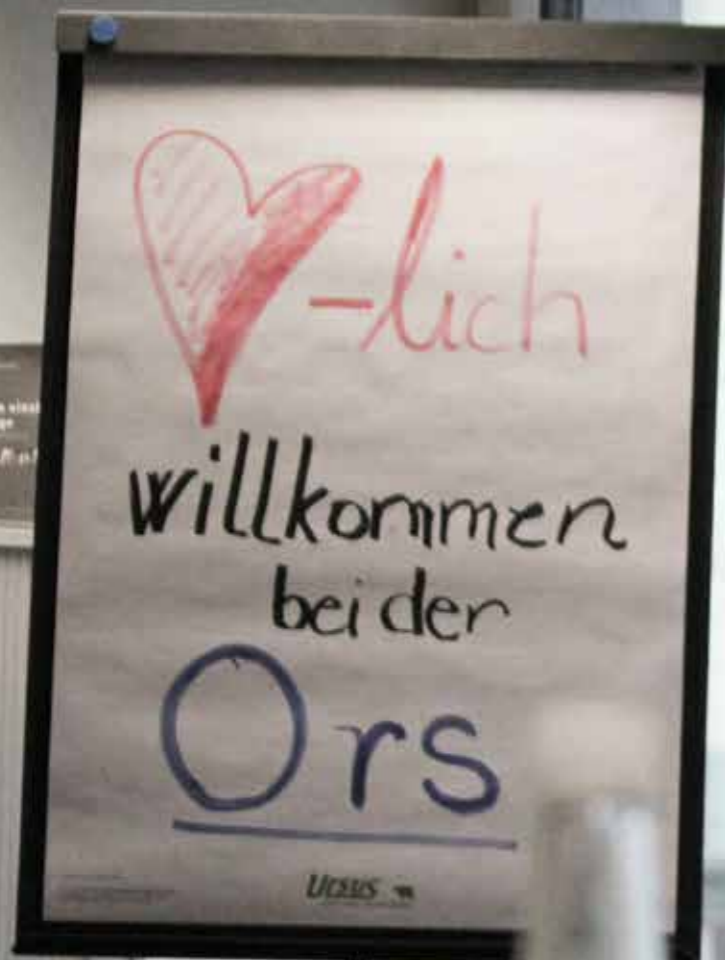 ♥-lich
willkommen
bei der
Ors
URSUS